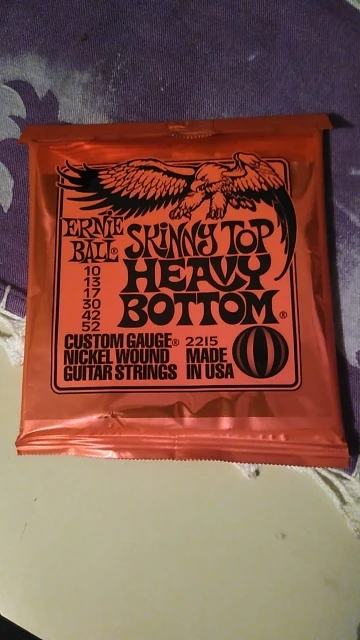 ERNIE BALL®
SKINNY TOP
HEAVY
BOTTOM®
10
13
17
30
42
52
CUSTOM GAUGE®
NICKEL WOUND
GUITAR STRINGS
2215
MADE
IN USA